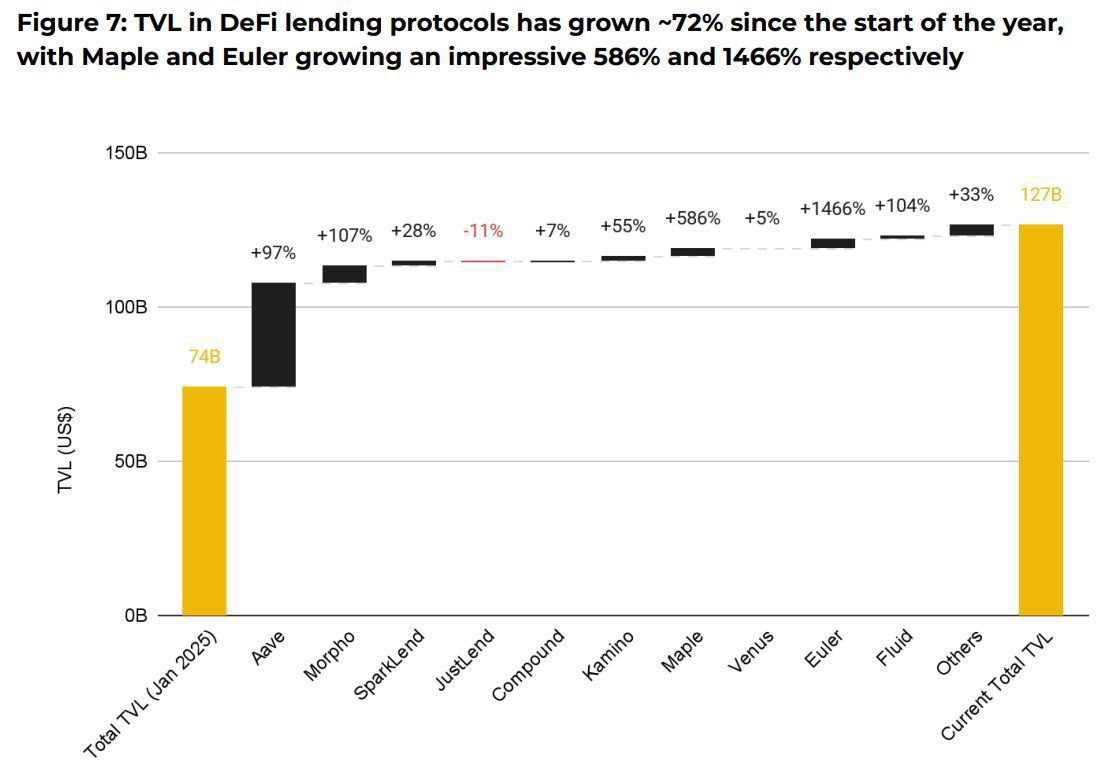 Figure 7: TVL in DeFi lending protocols has grown ~72% since the start of the year,
with Maple and Euler growing an impressive 586% and 1466% respectively
150B
100B
50B
0B
TVL (US$)
74B
+97%
+107%
+28%
-11%
+7%
+55%
+586%
+5%
+1466%
+104%
+33%
127B
Total TVL (Jan 2025)
Aave
Morpho
SparkLend
JustLend
Compound
Kamino
Maple
Venus
Euler
Fluid
Others
Current Total TVL